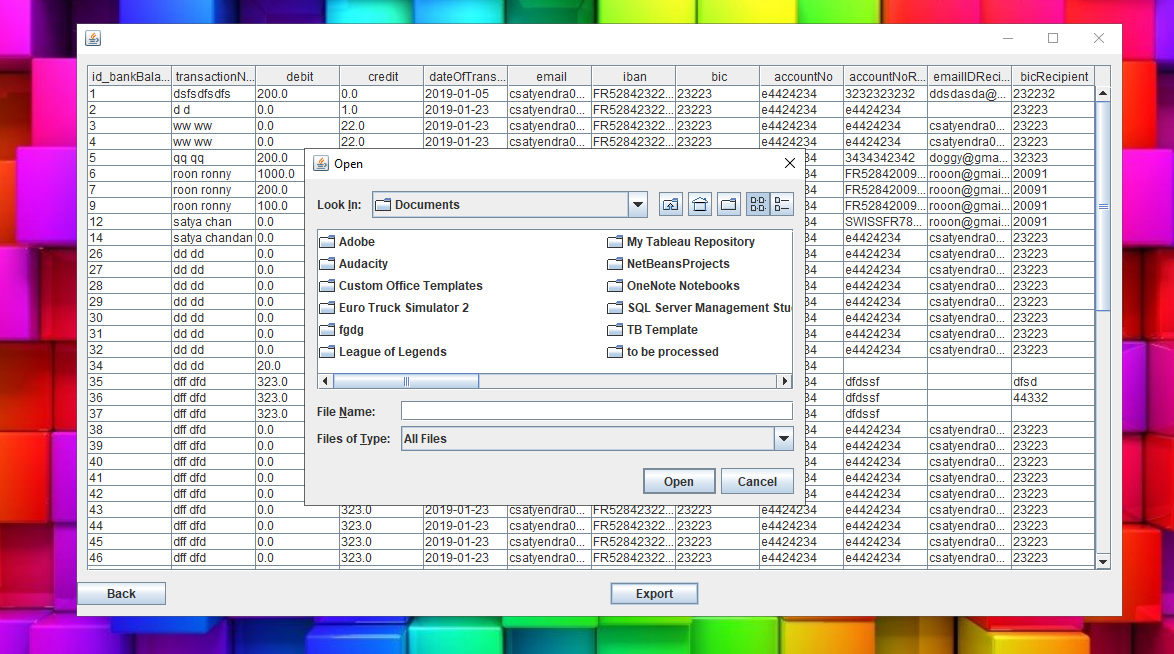 id_bankBala... transactionN... debit credit dateOfTrans... email iban bic accountNo accountNoR... emailIDReci... bicRecipient
1 dsfsdfsdfs 200.0 0.0 2019-01-05 csatyendra0... FR52842322... 23223 e4424234 3232323232 ddsdasda@... 232232
2 d d 0.0 1.0 2019-01-23 csatyendra0... FR52842322... 23223 e4424234 e4424234 23223
3 ww ww 0.0 22.0 2019-01-23 csatyendra0... FR52842322... 23223 e4424234 e4424234 csatyendra0... 23223
4 ww ww 0.0 22.0 2019-01-23 csatyendra0... FR52842322... 23223 e4424234 e4424234 csatyendra0... 23223
5 qq qq 200.0 34 3434342342 doggy@gma... 32323
6 roon ronny 1000.0 34 FR52842009... rooon@gmai... 20091
7 roon ronny 200.0 34 FR52842009... rooon@gmai... 20091
9 roon ronny 100.0 34 FR52842009... rooon@gmai... 20091
12 satya chan 0.0 34 SWISSFR78... rooon@gmai... 20091
14 satya chandan 0.0 34 e4424234 csatyendra0... 23223
26 dd dd 0.0 34 e4424234 csatyendra0... 23223
27 dd dd 0.0 34 e4424234 csatyendra0... 23223
28 dd dd 0.0 34 e4424234 csatyendra0... 23223
29 dd dd 0.0 34 e4424234 csatyendra0... 23223
30 dd dd 0.0 34 e4424234 csatyendra0... 23223
31 dd dd 0.0 34 e4424234 csatyendra0... 23223
32 dd dd 0.0 34 e4424234 csatyendra0... 23223
34 dd dd 20.0 34
35 dff dfd 323.0 34 dfdssf dfsd
36 dff dfd 323.0 34 dfdssf 44332
37 dff dfd 323.0 34 dfdssf
38 dff dfd 0.0 34 e4424234 csatyendra0... 23223
39 dff dfd 0.0 34 e4424234 csatyendra0... 23223
40 dff dfd 0.0 34 e4424234 csatyendra0... 23223
41 dff dfd 0.0 34 e4424234 csatyendra0... 23223
42 dff dfd 0.0 34 e4424234 csatyendra0... 23223
43 dff dfd 0.0 323.0 2019-01-23 csatyendra0... FR52842322... 23223 e4424234 e4424234 csatyendra0... 23223
44 dff dfd 0.0 323.0 2019-01-23 csatyendra0... FR52842322... 23223 e4424234 e4424234 csatyendra0... 23223
45 dff dfd 0.0 323.0 2019-01-23 csatyendra0... FR52842322... 23223 e4424234 e4424234 csatyendra0... 23223
46 dff dfd 0.0 323.0 2019-01-23 csatyendra0... FR52842322... 23223 e4424234 e4424234 csatyendra0... 23223
Open
Look In: Documents
Adobe
Audacity
Custom Office Templates
Euro Truck Simulator 2
fgdg
League of Legends
My Tableau Repository
NetBeansProjects
OneNote Notebooks
SQL Server Management Stu
TB Template
to be processed
File Name:
Files of Type: All Files
Open Cancel
Back Export